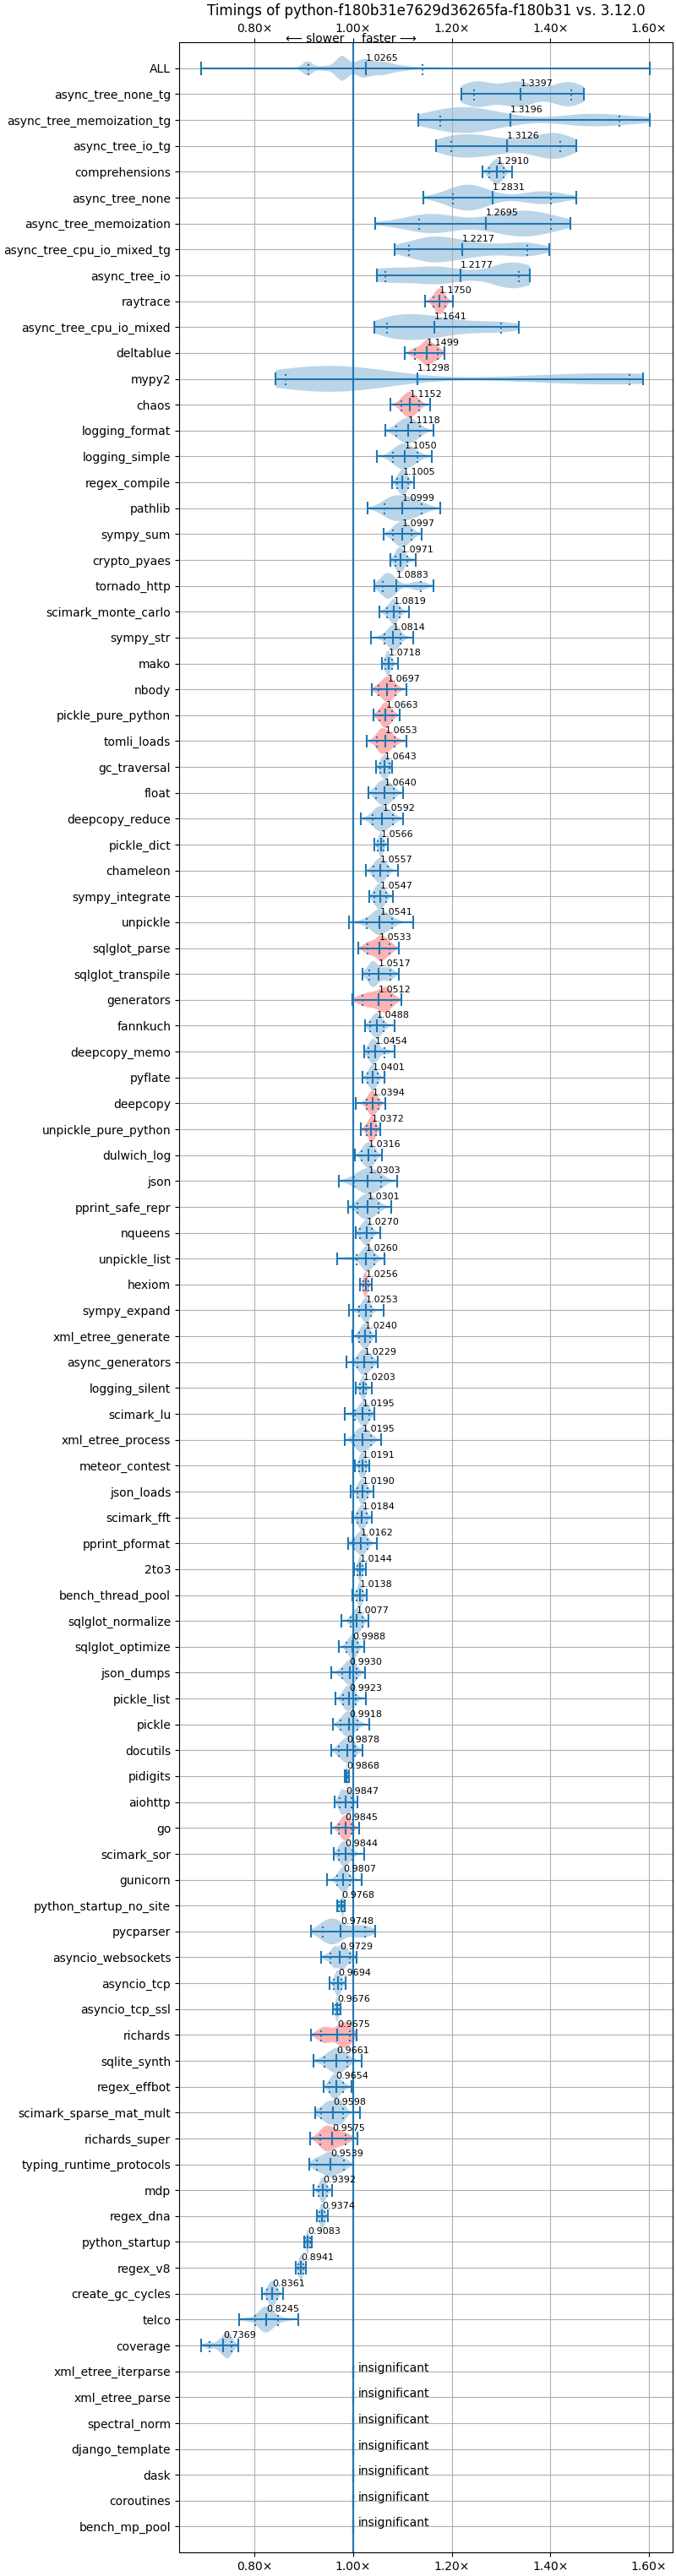 Timings of python-f180b31e7629d36265fa-f180b31 vs. 3.12.0
0.80× 1.00× 1.20× 1.40× 1.60×
⟵ slower faster ⟶
ALL 1.0265
async_tree_none_tg 1.3397
async_tree_memoization_tg 1.3196
async_tree_io_tg 1.3126
comprehensions 1.2910
async_tree_none 1.2831
async_tree_memoization 1.2695
async_tree_cpu_io_mixed_tg 1.2217
async_tree_io 1.2177
raytrace 1.1750
async_tree_cpu_io_mixed 1.1641
deltablue 1.1499
mypy2 1.1298
chaos 1.1152
logging_format 1.1118
logging_simple 1.1050
regex_compile 1.1005
pathlib 1.0999
sympy_sum 1.0997
crypto_pyaes 1.0971
tornado_http 1.0883
scimark_monte_carlo 1.0819
sympy_str 1.0814
mako 1.0718
nbody 1.0697
pickle_pure_python 1.0663
tomli_loads 1.0653
gc_traversal 1.0643
float 1.0640
deepcopy_reduce 1.0592
pickle_dict 1.0566
chameleon 1.0557
sympy_integrate 1.0547
unpickle 1.0541
sqlglot_parse 1.0533
sqlglot_transpile 1.0517
generators 1.0512
fannkuch 1.0488
deepcopy_memo 1.0454
pyflate 1.0401
deepcopy 1.0394
unpickle_pure_python 1.0372
dulwich_log 1.0316
json 1.0303
pprint_safe_repr 1.0301
nqueens 1.0270
unpickle_list 1.0260
hexiom 1.0256
sympy_expand 1.0253
xml_etree_generate 1.0240
async_generators 1.0229
logging_silent 1.0203
scimark_lu 1.0195
xml_etree_process 1.0195
meteor_contest 1.0191
json_loads 1.0190
scimark_fft 1.0184
pprint_pformat 1.0162
2to3 1.0144
bench_thread_pool 1.0138
sqlglot_normalize 1.0077
sqlglot_optimize 0.9988
json_dumps 0.9930
pickle_list 0.9923
pickle 0.9918
docutils 0.9878
pidigits 0.9868
aiohttp 0.9847
go 0.9845
scimark_sor 0.9844
gunicorn 0.9807
python_startup_no_site 0.9768
pycparser 0.9748
asyncio_websockets 0.9729
asyncio_tcp 0.9694
asyncio_tcp_ssl 0.9676
richards 0.9675
sqlite_synth 0.9661
regex_effbot 0.9654
scimark_sparse_mat_mult 0.9598
richards_super 0.9575
typing_runtime_protocols 0.9539
mdp 0.9392
regex_dna 0.9374
python_startup 0.9083
regex_v8 0.8941
create_gc_cycles 0.8361
telco 0.8245
coverage 0.7369
xml_etree_iterparse insignificant
xml_etree_parse insignificant
spectral_norm insignificant
django_template insignificant
dask insignificant
coroutines insignificant
bench_mp_pool insignificant
0.80× 1.00× 1.20× 1.40× 1.60×